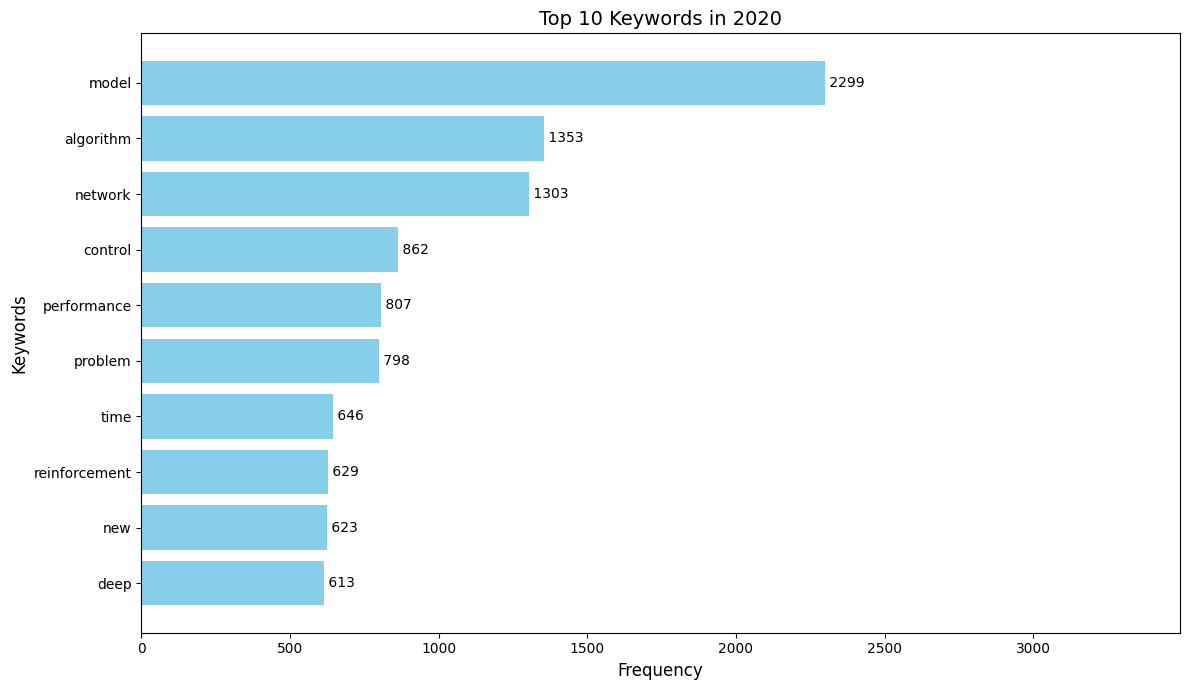 Top 10 Keywords in 2020
Keywords
model 2299
algorithm 1353
network 1303
control 862
performance 807
problem 798
time 646
reinforcement 629
new 623
deep 613
0 500 1000 1500 2000 2500 3000
Frequency